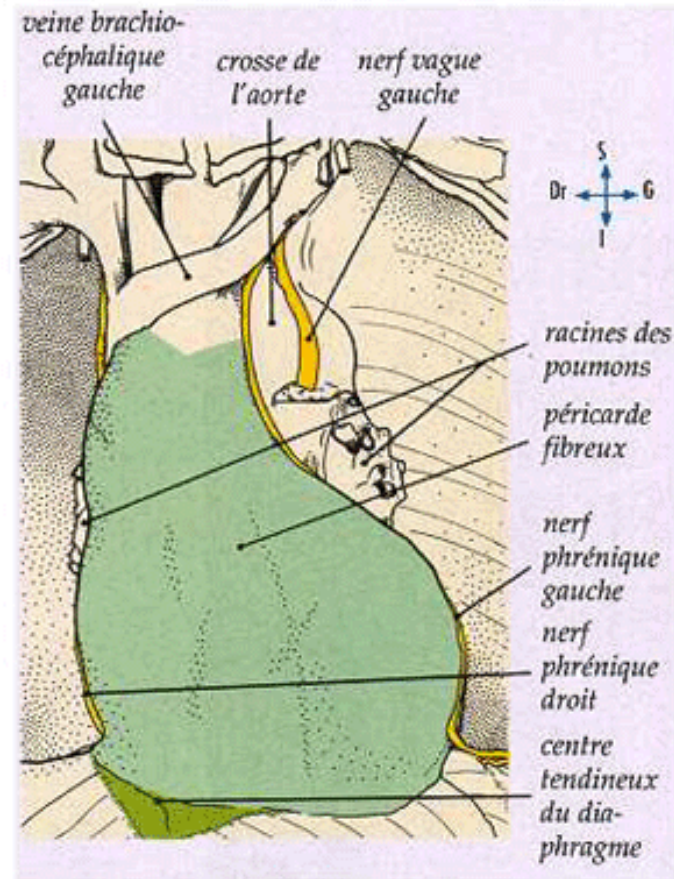 veine brachio-
céphalique
gauche
crosse de
l'aorte
nerf vague
gauche
S
Dr
G
I
racines des
poumons
péricarde
fibreux
nerf
phrénique
gauche
nerf
phrénique
droit
centre
tendineux
du dia-
phragme